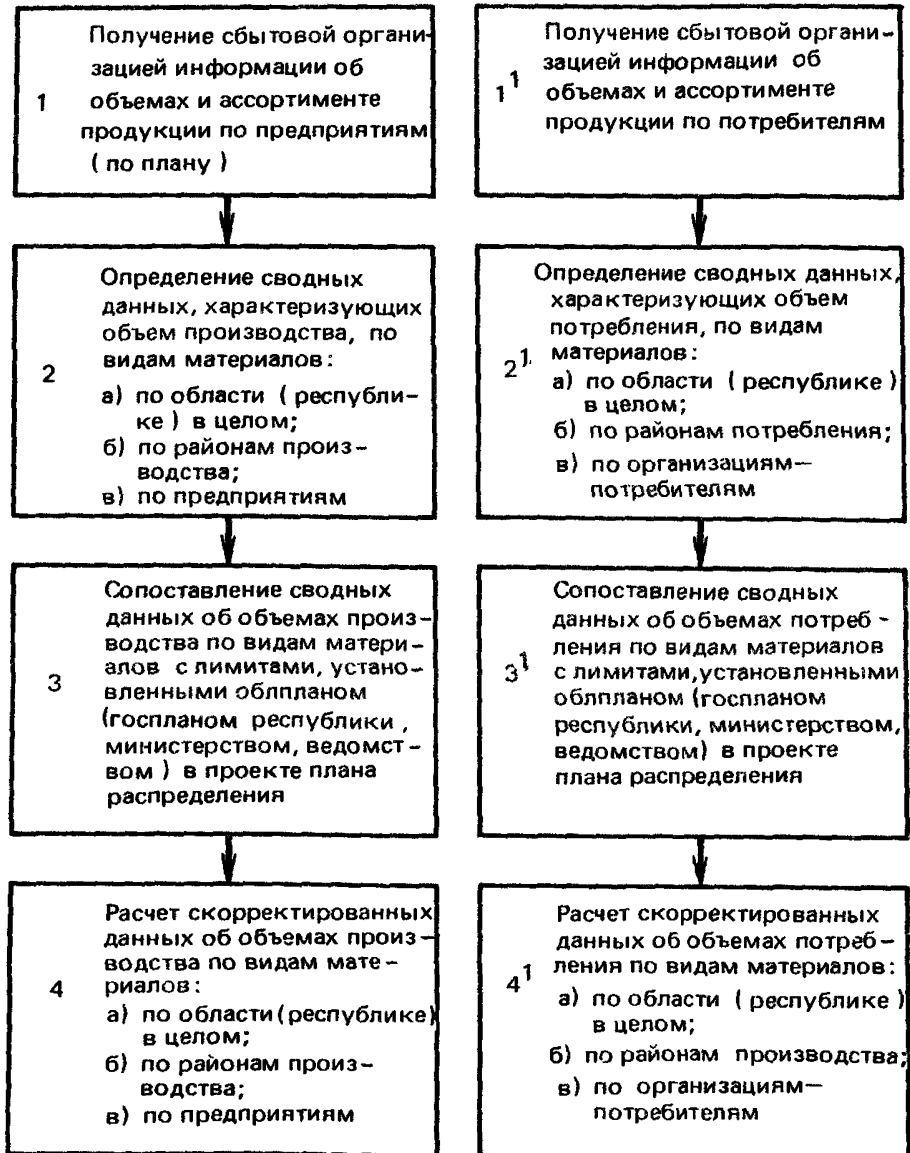 1
Получение сбытовой органи-
зацией информации об
объемах и ассортименте
продукции по предприятиям
( по плану )
1¹
Получение сбытовой органи-
зацией информации об
объемах и ассортименте
продукции по потребителям
2
Определение сводных
данных, характеризующих
объем производства, по
видам материалов:
а) по области ( республи-
ке ) в целом;
б) по районам произ-
водства;
в) по предприятиям
2¹
Определение сводных данных,
характеризующих объем
потребления, по видам
материалов:
а) по области ( республике )
в целом;
б) по районам потребления;
в) по организациям—
потребителям
3
Сопоставление сводных
данных об объемах произ-
водства по видам матери-
алов с лимитами, устано-
вленными облпланом
(госпланом республики ,
министерством, ведомст-
вом ) в проекте плана
распределения
3¹
Сопоставление сводных
данных об объемах потреб -
ления по видам материалов
с лимитами,установленными
облпланом (госпланом
республики, министерством,
ведомством) в проекте
плана распределения
4
Расчет скорректированных
данных об объемах произ-
водства по видам мате-
риалов:
а) по области(республике)
в целом;
б) по районам произ-
водства;
в) по предприятиям
4¹
Расчет скорректированных
данных об объемах потреб-
ления по видам материалов:
а) по области ( республике )
в целом;
б) по районам производства;
в) по организациям—
потребителям